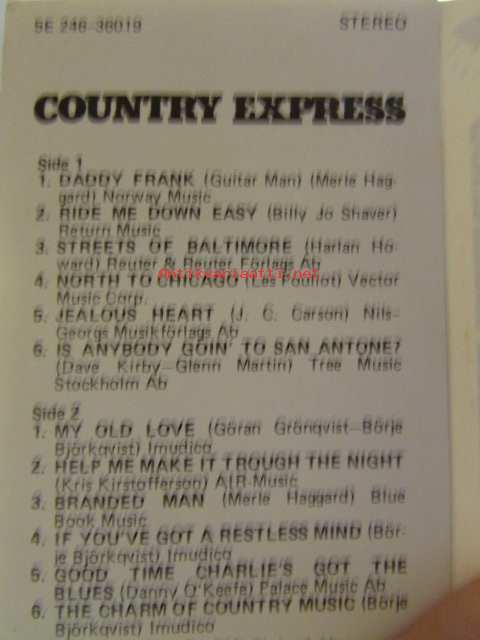 SE 246-36019 STEREO
COUNTRY EXPRESS
Side 1
1. DADDY FRANK (Guitar Man) (Merle Hag-
gard) Norway Music
2. RIDE ME DOWN EASY (Billy Jo Shaver)
Return Music
3. STREETS OF BALTIMORE (Harlan Ho-
ward) Reuter & Reuter Förlags Ab
4. NORTH TO CHICAGO (Les Pouliot) Vector
Music Corp.
5. JEALOUS HEART (J. C. Carson) Nils-
Georgs Musikförlags Ab
6. IS ANYBODY GOIN' TO SAN ANTONE?
(Dave Kirby—Glenn Martin) Tree Music
Stockholm Ab
Side 2
1. MY OLD LOVE (Göran Grönqvist—Börje
Björkqvist) Imudico
2. HELP ME MAKE IT TROUGH THE NIGHT
(Kris Kirstofferson) AIR-Music
3. BRANDED MAN (Merle Haggard) Blue
Book Music
4. IF YOU'VE GOT A RESTLESS MIND (Bör-
je Björkqvist) Imudico
5. GOOD TIME CHARLIE'S GOT THE
BLUES (Danny O'Keefe) Palace Music Ab
6. THE CHARM OF COUNTRY MUSIC (Börje
Björkqvist) Imudico